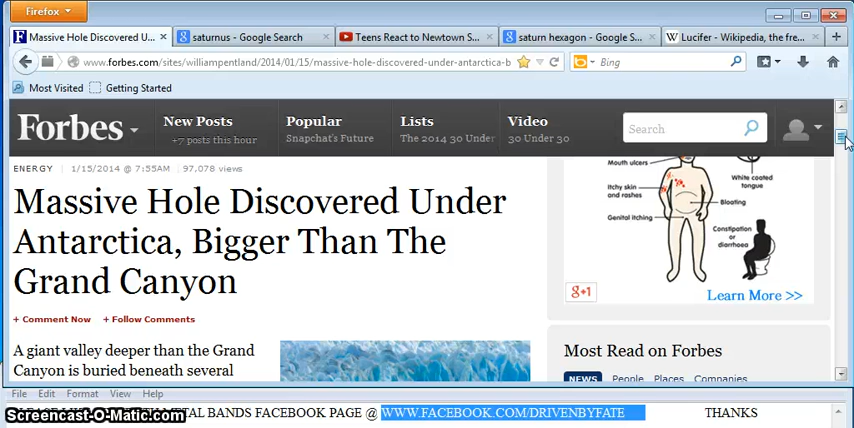 Firefox
Massive Hole Discovered U...
saturnus - Google Search
Teens React to Newtown S...
saturn hexagon - Google S...
Lucifer - Wikipedia, the fre...
www.forbes.com/sites/williampentland/2014/01/15/massive-hole-discovered-under-antarctica-b
Bing
Most Visited
Getting Started
Forbes
New Posts
+7 posts this hour
Popular
Snapchat's Future
Lists
The 2014 30 Under
Video
30 Under 30
Search
ENERGY | 1/15/2014 @ 7:55AM | 97,078 views
Massive Hole Discovered Under
Antarctica, Bigger Than The
Grand Canyon
+ Comment Now + Follow Comments
A giant valley deeper than the Grand
Canyon is buried beneath several
Mouth ulcers
White coated
tongue
Itchy skin
and rashes
Bloating
Genital itching
Constipation
or
diarrhoea
g+1
Learn More >>
Most Read on Forbes
NEWS People Places Companies
File Edit Format View Help
METAL BANDS FACEBOOK PAGE @ WWW.FACEBOOK.COM/DRIVENBYFATE THANKS
Screencast-O-Matic.com